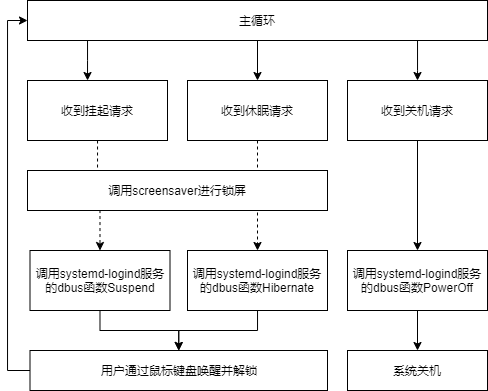 主循环
收到挂起请求
收到休眠请求
收到关机请求
调用screensaver进行锁屏
调用systemd-logind服务
的dbus函数Suspend
调用systemd-logind服务
的dbus函数Hibernate
调用systemd-logind服务
的dbus函数PowerOff
用户通过鼠标键盘唤醒并解锁
系统关机